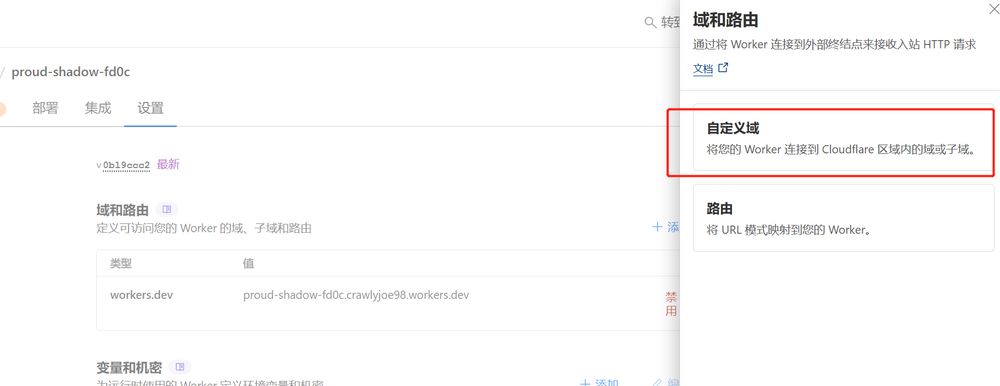 转到
/ proud-shadow-fd0c
部署 集成 设置
v 0b19ccc2 最新
域和路由
定义可访问您的 Worker 的域、子域和路由
添
类型 值
workers.dev proud-shadow-fd0c.crawlyjoe98.workers.dev 禁用
变量和机密
为运行时使用的 Worker 定义环境变量和机密
添加
域和路由
通过将 Worker 连接到外部终结点来接收入站 HTTP 请求
文档
自定义域
将您的 Worker 连接到 Cloudflare 区域内的域或子域。
路由
将 URL 模式映射到您的 Worker。